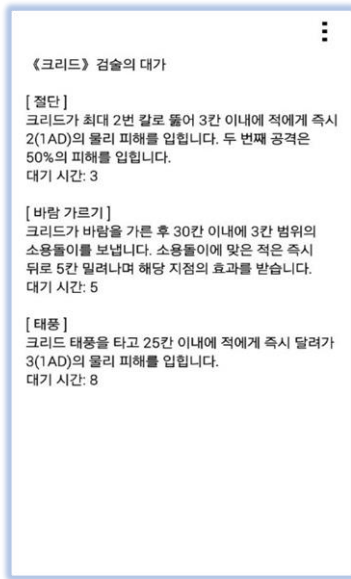 《크리드》 검술의 대가
[ 절단 ]
크리드가 최대 2번 칼로 뚫어 3칸 이내에 적에게 즉시
2(1AD)의 물리 피해를 입힙니다. 두 번째 공격은
50%의 피해를 입힙니다.
대기 시간: 3
[ 바람 가르기 ]
크리드가 바람을 가른 후 30칸 이내에 3칸 범위의
소용돌이를 보냅니다. 소용돌이에 맞은 적은 즉시
뒤로 5칸 밀려나며 해당 지점의 효과를 받습니다.
대기 시간: 5
[ 태풍 ]
크리드 태풍을 타고 25칸 이내에 적에게 즉시 달려가
3(1AD)의 물리 피해를 입힙니다.
대기 시간: 8